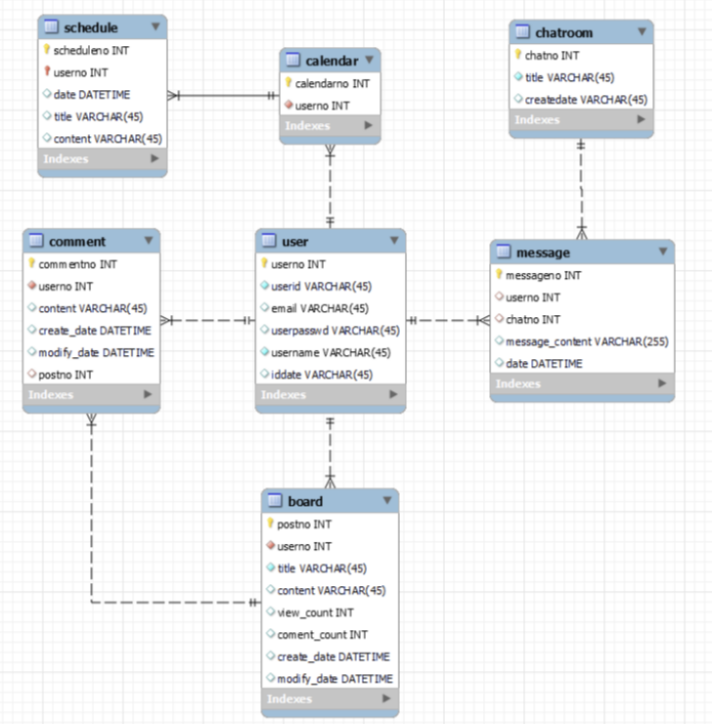 schedule
scheduleno INT
userno INT
date DATETIME
title VARCHAR(45)
content VARCHAR(45)
Indexes
calendar
calendarno INT
userno INT
Indexes
chatroom
chatno INT
title VARCHAR(45)
createdate VARCHAR(45)
Indexes
comment
commentno INT
userno INT
content VARCHAR(45)
create_date DATETIME
modify_date DATETIME
postno INT
Indexes
user
userno INT
userid VARCHAR(45)
email VARCHAR(45)
userpasswd VARCHAR(45)
username VARCHAR(45)
iddate VARCHAR(45)
Indexes
message
messageno INT
userno INT
chatno INT
message_content VARCHAR(255)
date DATETIME
Indexes
board
postno INT
userno INT
title VARCHAR(45)
content VARCHAR(45)
view_count INT
coment_count INT
create_date DATETIME
modify_date DATETIME
Indexes